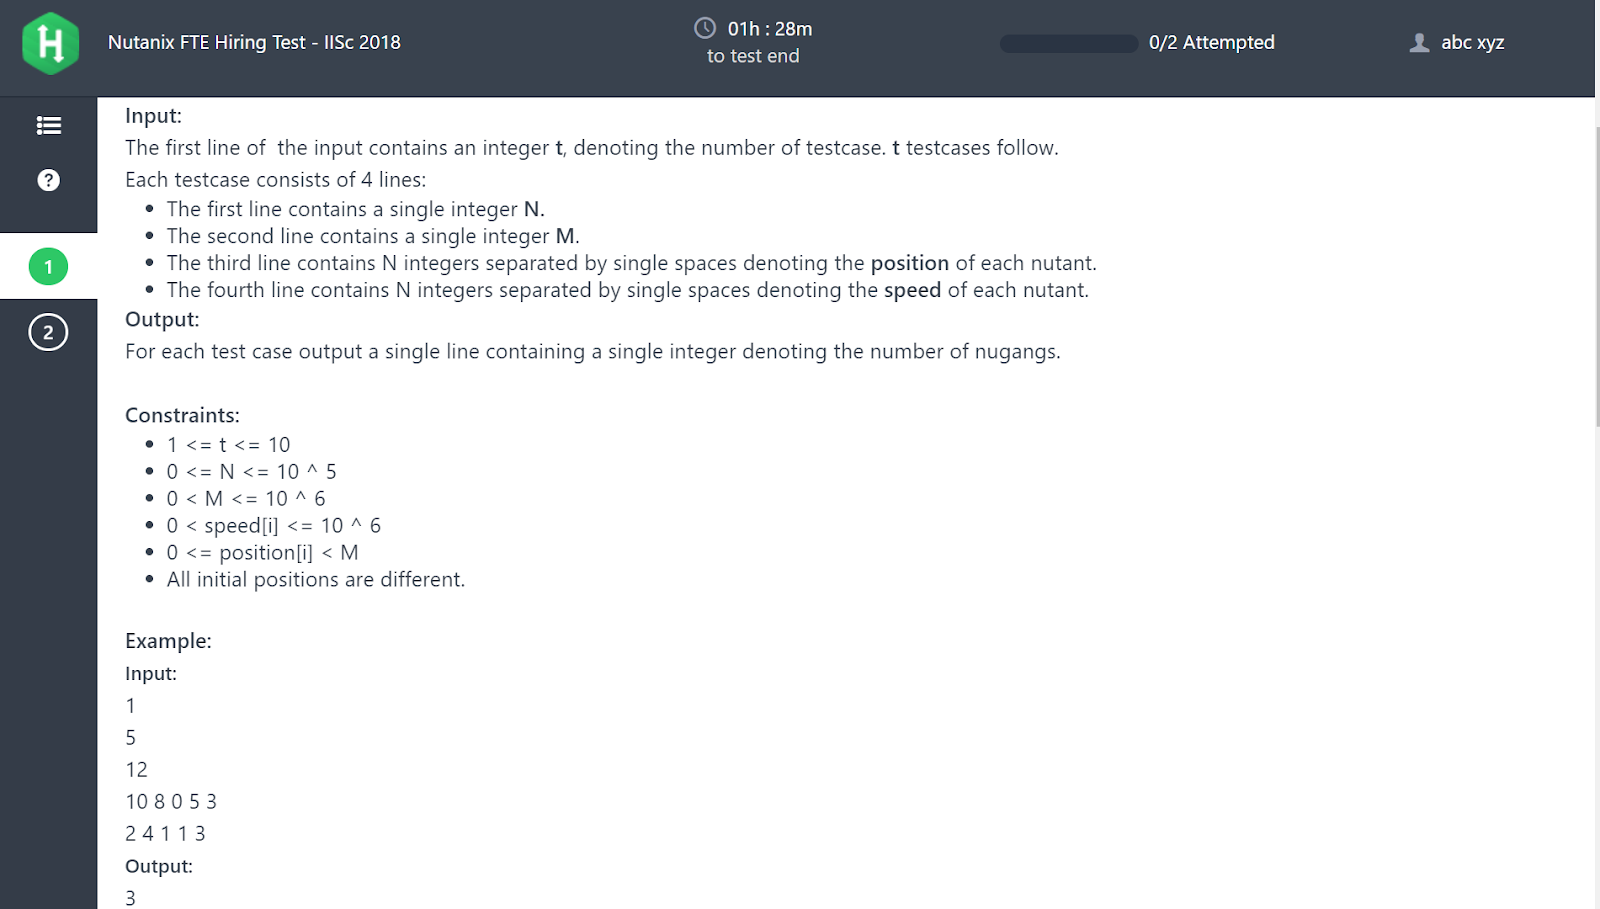 Nutanix FTE Hiring Test - IISc 2018
01h : 28m
to test end
0/2 Attempted
abc xyz
Input:
The first line of the input contains an integer t, denoting the number of testcase. t testcases follow.
Each testcase consists of 4 lines:
• The first line contains a single integer N.
• The second line contains a single integer M.
• The third line contains N integers separated by single spaces denoting the position of each nutant.
• The fourth line contains N integers separated by single spaces denoting the speed of each nutant.
Output:
For each test case output a single line containing a single integer denoting the number of nugangs.
Constraints:
• 1 <= t <= 10
• 0 <= N <= 10 ^ 5
• 0 < M <= 10 ^ 6
• 0 < speed[i] <= 10 ^ 6
• 0 <= position[i] < M
• All initial positions are different.
Example:
Input:
1
5
12
10 8 0 5 3
2 4 1 1 3
Output:
3
H
?
1
2